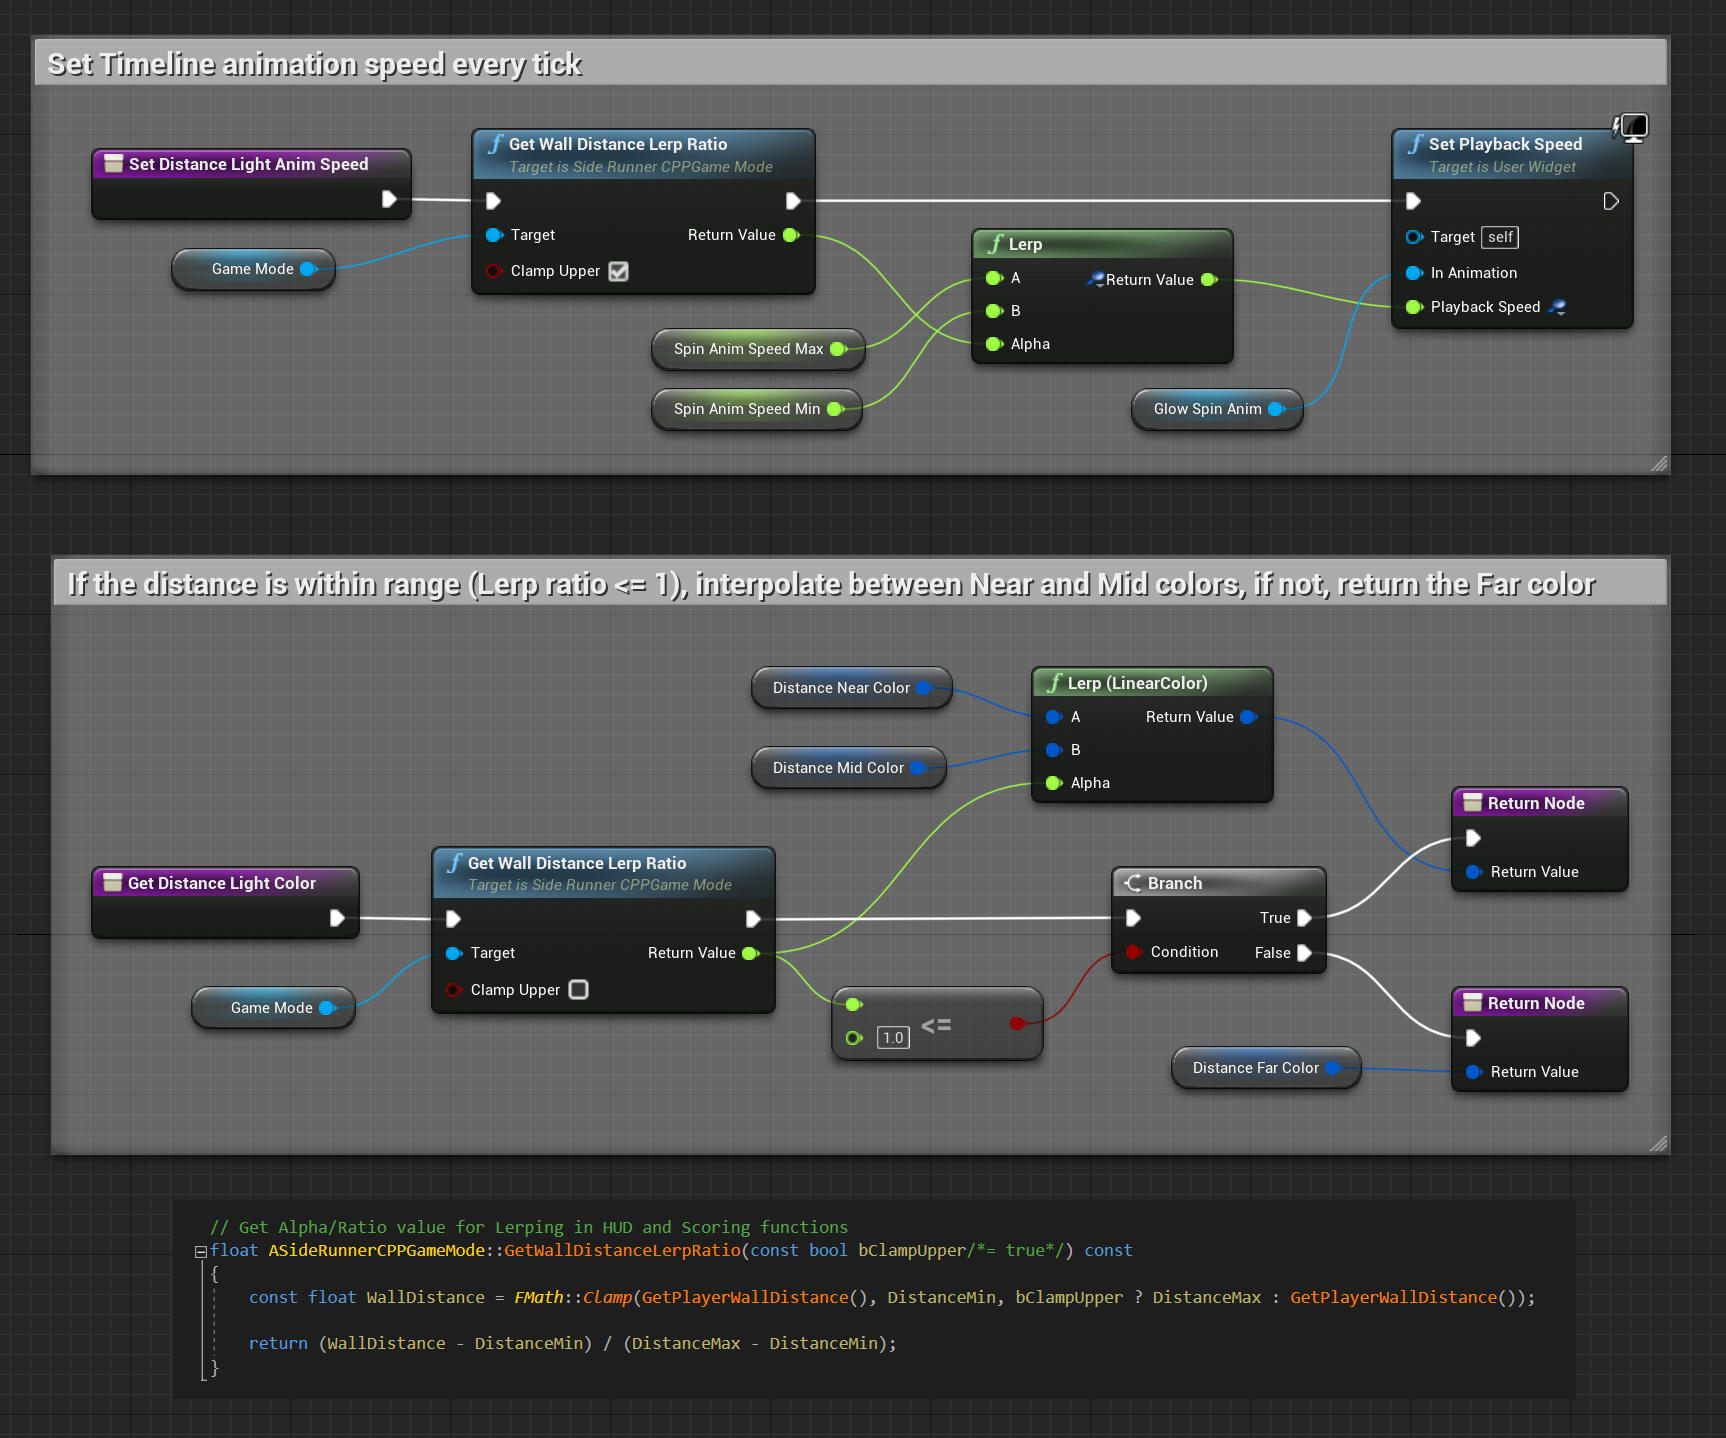 Set Timeline animation speed every tick
Set Distance Light Anim Speed
Game Mode
Get Wall Distance Lerp Ratio
Target is Side Runner CPPGame Mode
Target
Return Value
Clamp Upper
Spin Anim Speed Max
Spin Anim Speed Min
Lerp
A
Return Value
B
Alpha
Glow Spin Anim
Set Playback Speed
Target is User Widget
Target self
In Animation
Playback Speed
If the distance is within range (Lerp ratio <= 1), interpolate between Near and Mid colors, if not, return the Far color
Distance Near Color
Distance Mid Color
Lerp (LinearColor)
A
Return Value
B
Alpha
Get Distance Light Color
Game Mode
Get Wall Distance Lerp Ratio
Target is Side Runner CPPGame Mode
Target
Return Value
Clamp Upper
1.0
<=
Branch
True
Condition
False
Return Node
Return Value
Distance Far Color
Return Node
Return Value
// Get Alpha/Ratio value for Lerping in HUD and Scoring functions
float ASideRunnerCPPGameMode::GetWallDistanceLerpRatio(const bool bClampUpper/*= true*/) const
{
const float WallDistance = FMath::Clamp(GetPlayerWallDistance(), DistanceMin, bClampUpper ? DistanceMax : GetPlayerWallDistance());
return (WallDistance - DistanceMin) / (DistanceMax - DistanceMin);
}